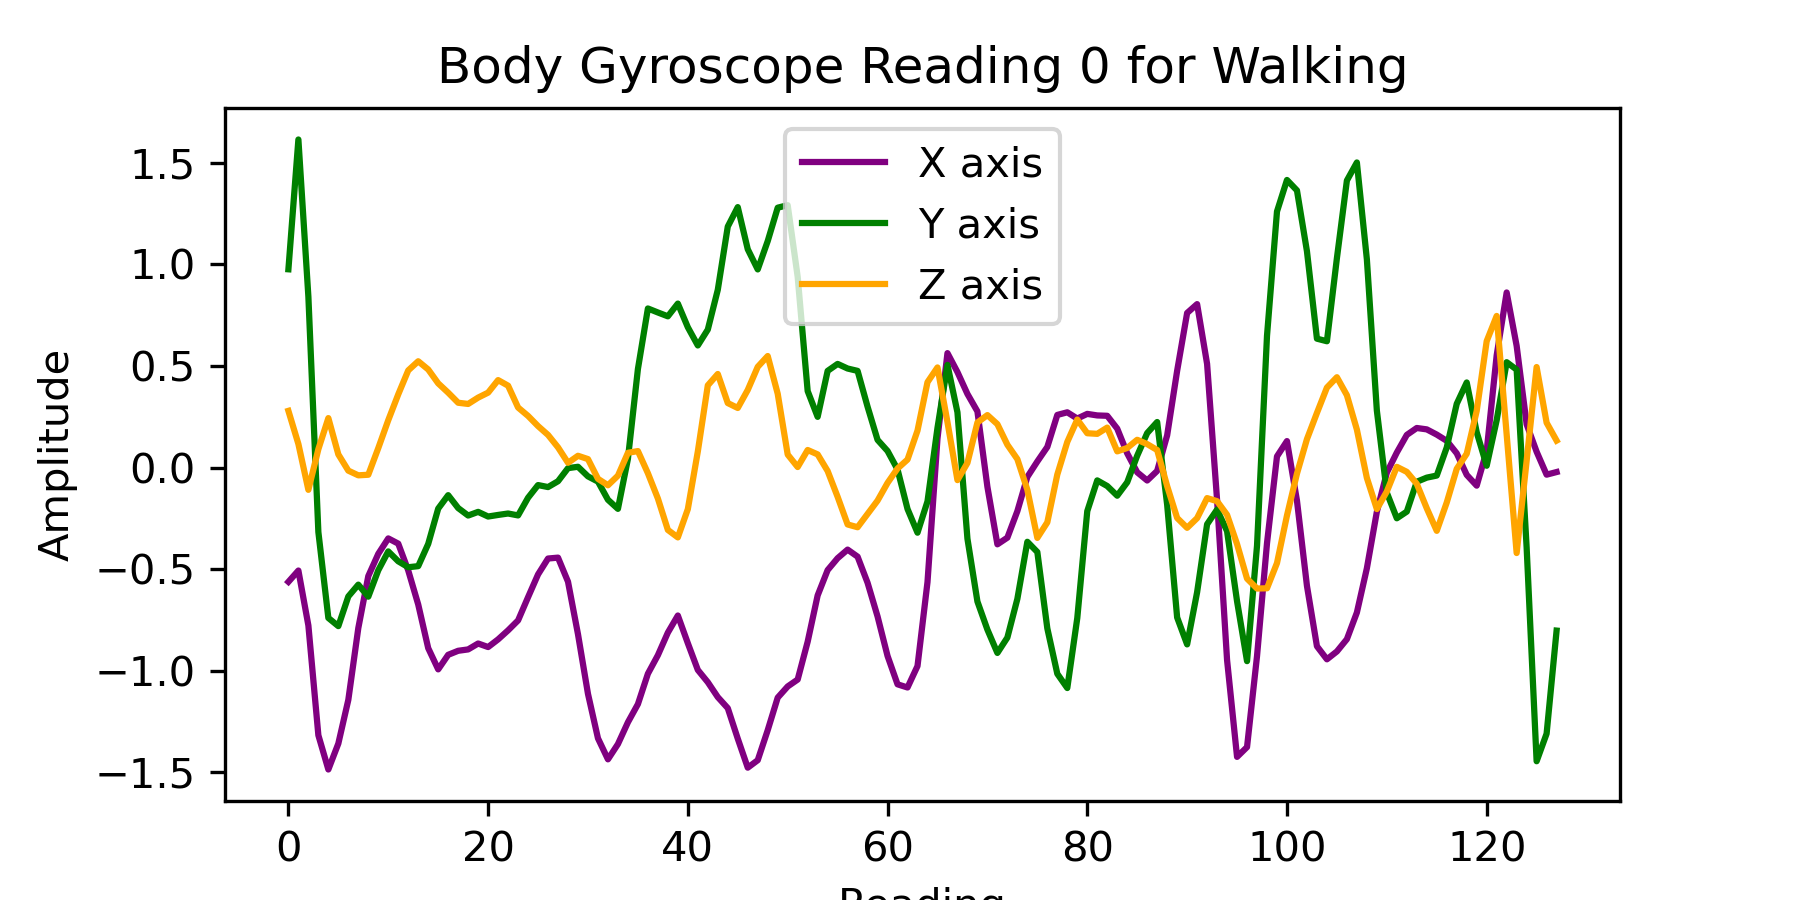 Body Gyroscope Reading 0 for Walking
X axis
Y axis
Z axis
Amplitude
1.5
1.0
0.5
0.0
−0.5
−1.0
−1.5
0 20 40 60 80 100 120
Reading